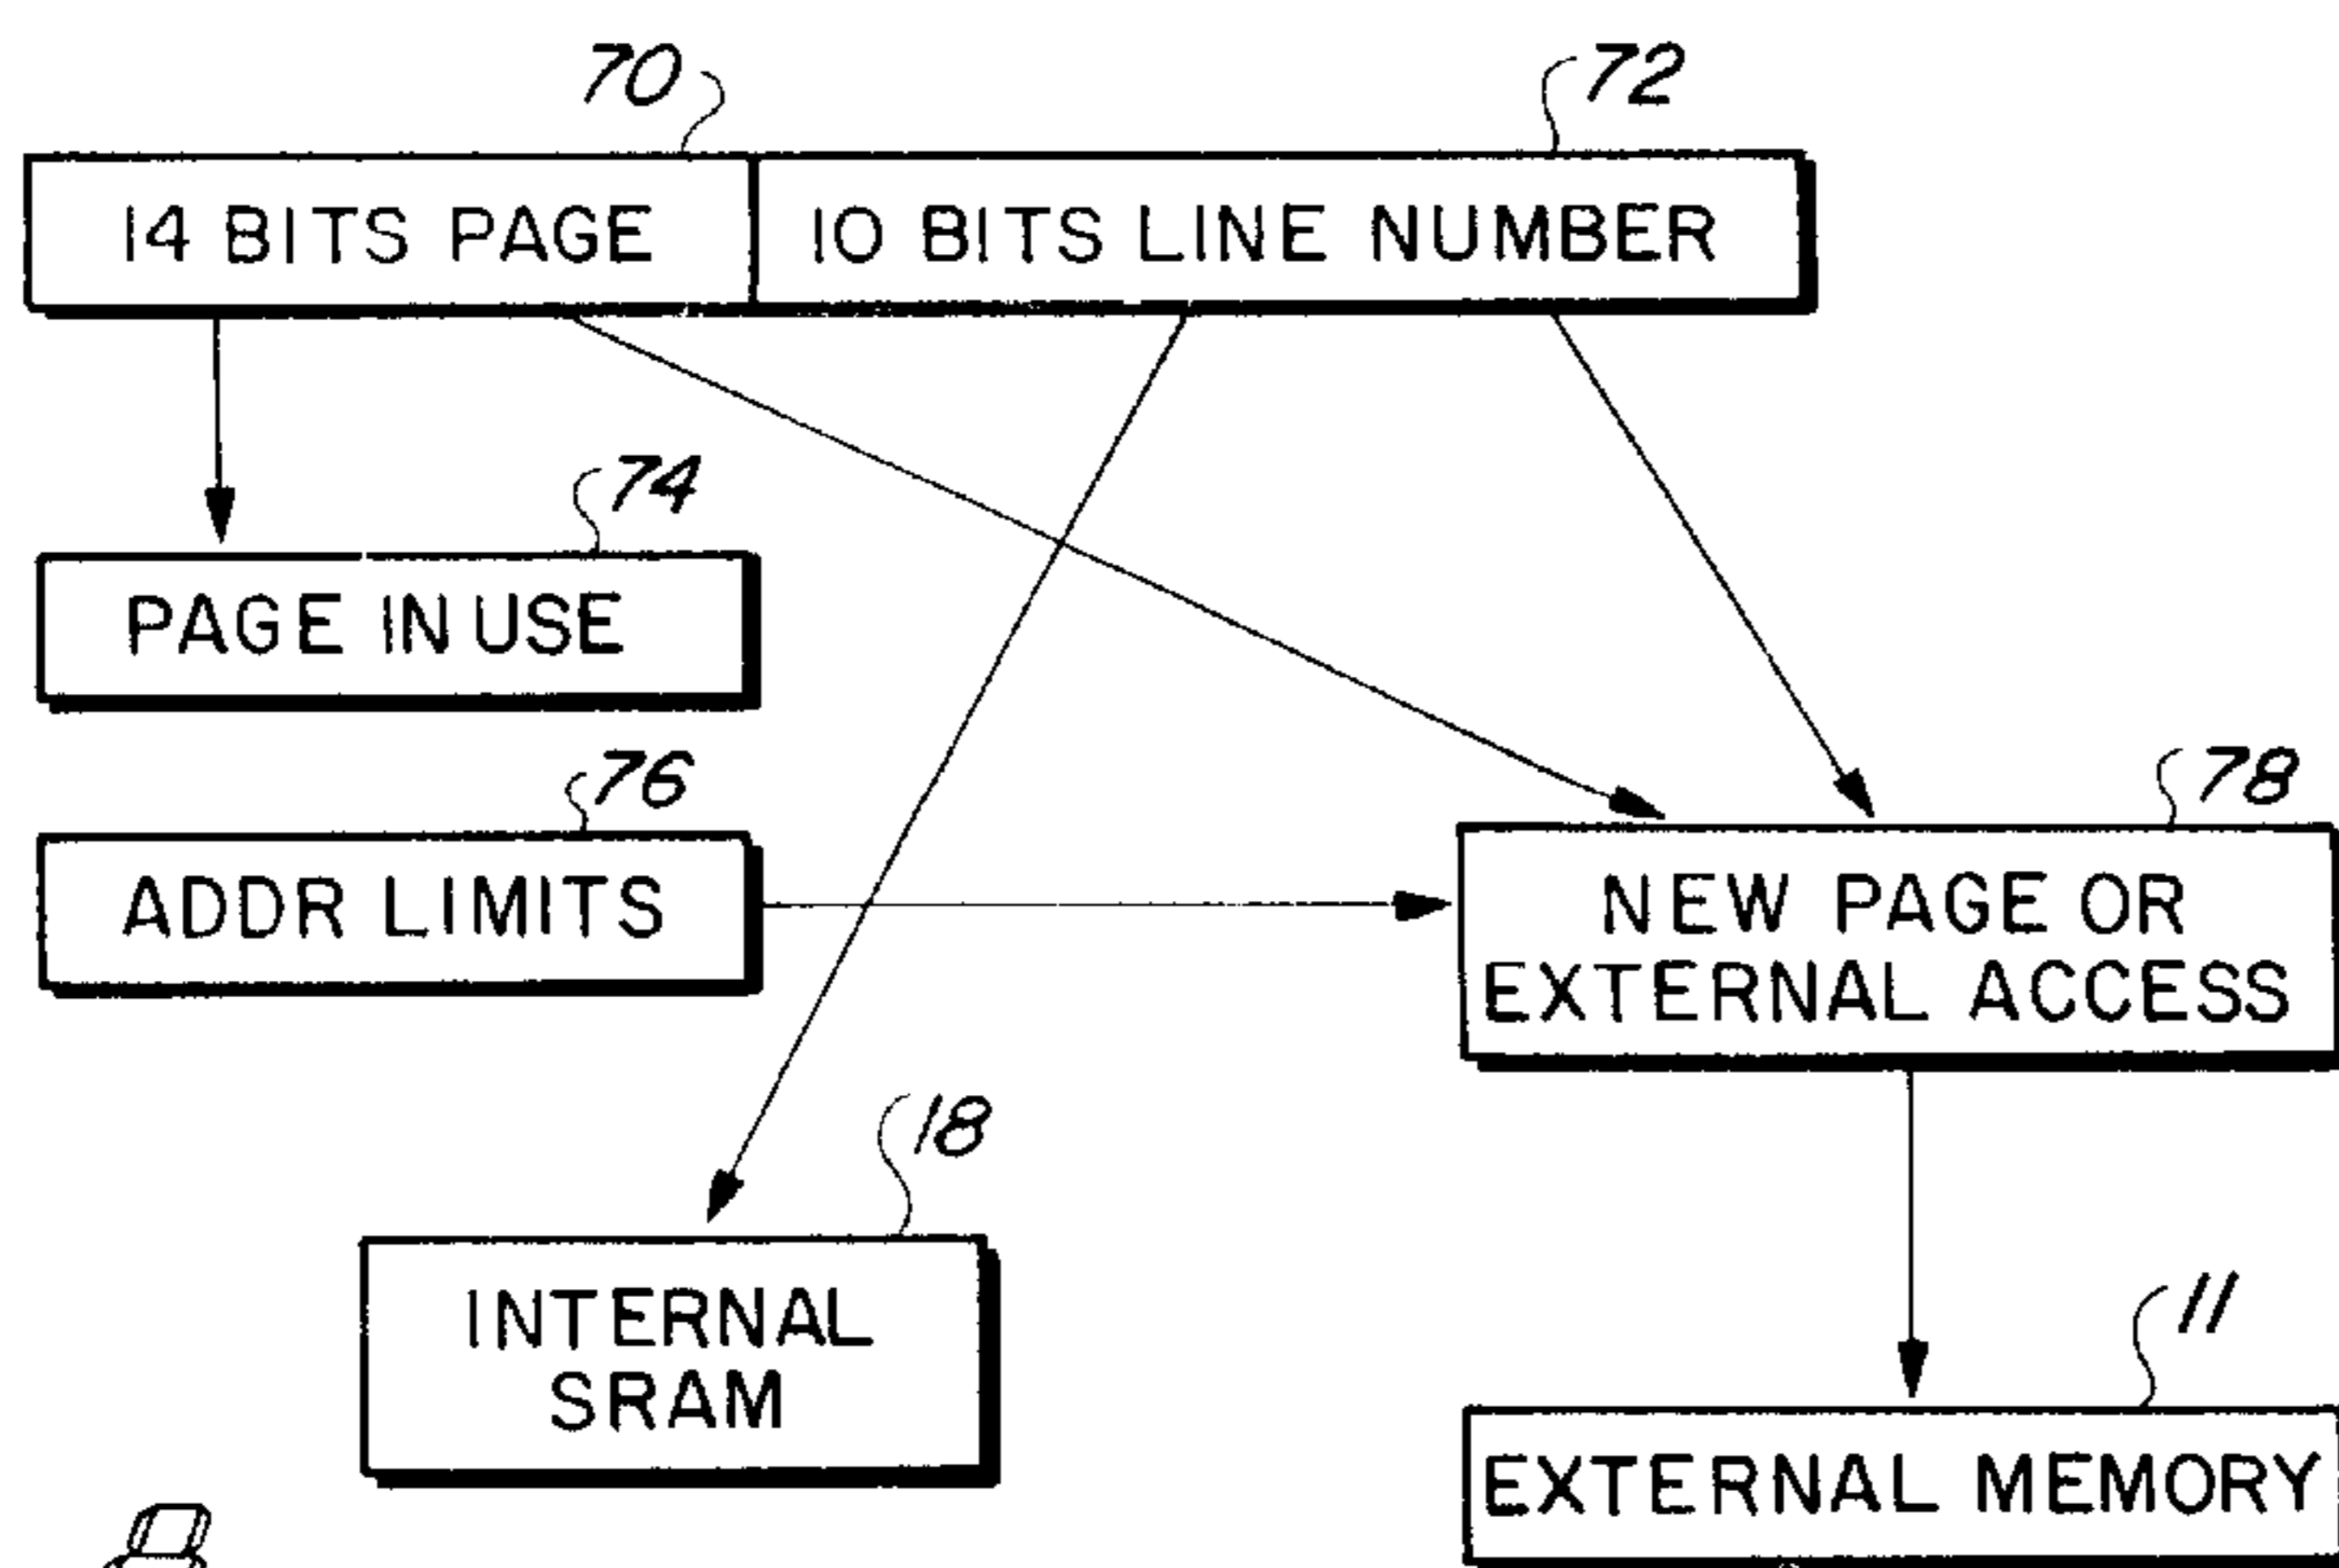 70
72
14 BITS PAGE
10 BITS LINE NUMBER
74
PAGE IN USE
76
78
ADDR LIMITS
NEW PAGE OR
EXTERNAL ACCESS
18
INTERNAL
SRAM
11
EXTERNAL MEMORY